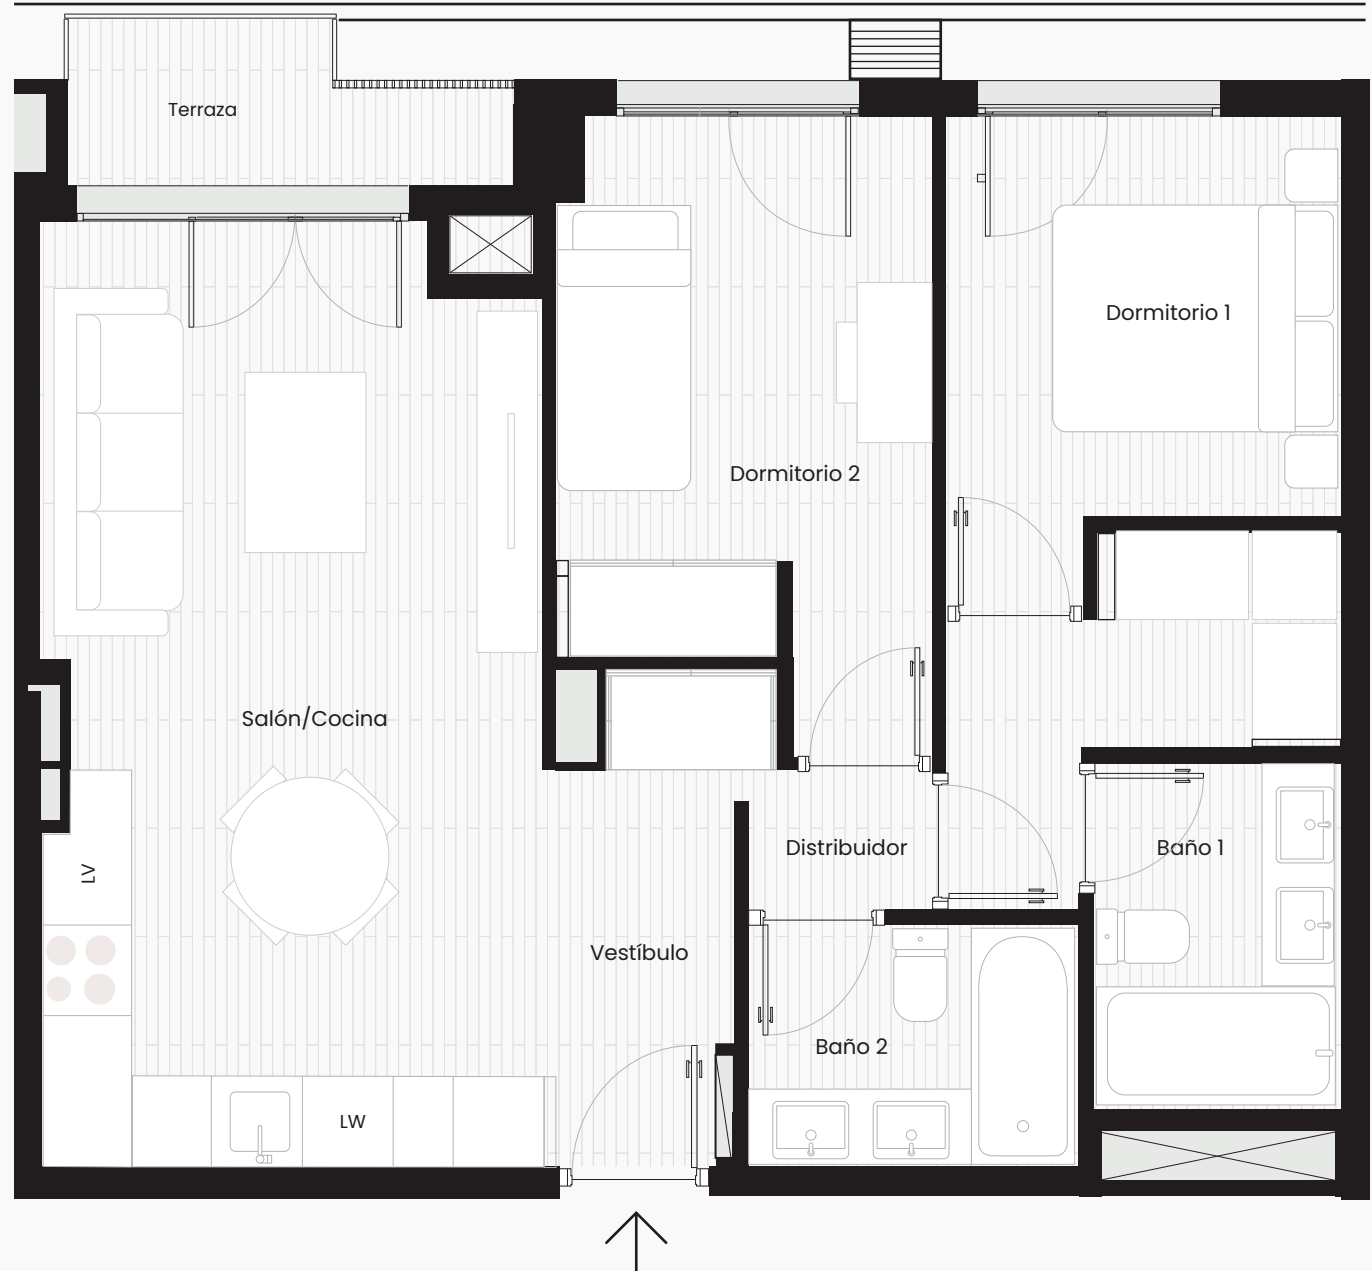 Terraza
Dormitorio 1
Dormitorio 2
Salón/Cocina
Distribuidor
Baño 1
LV
Vestíbulo
Baño 2
LW